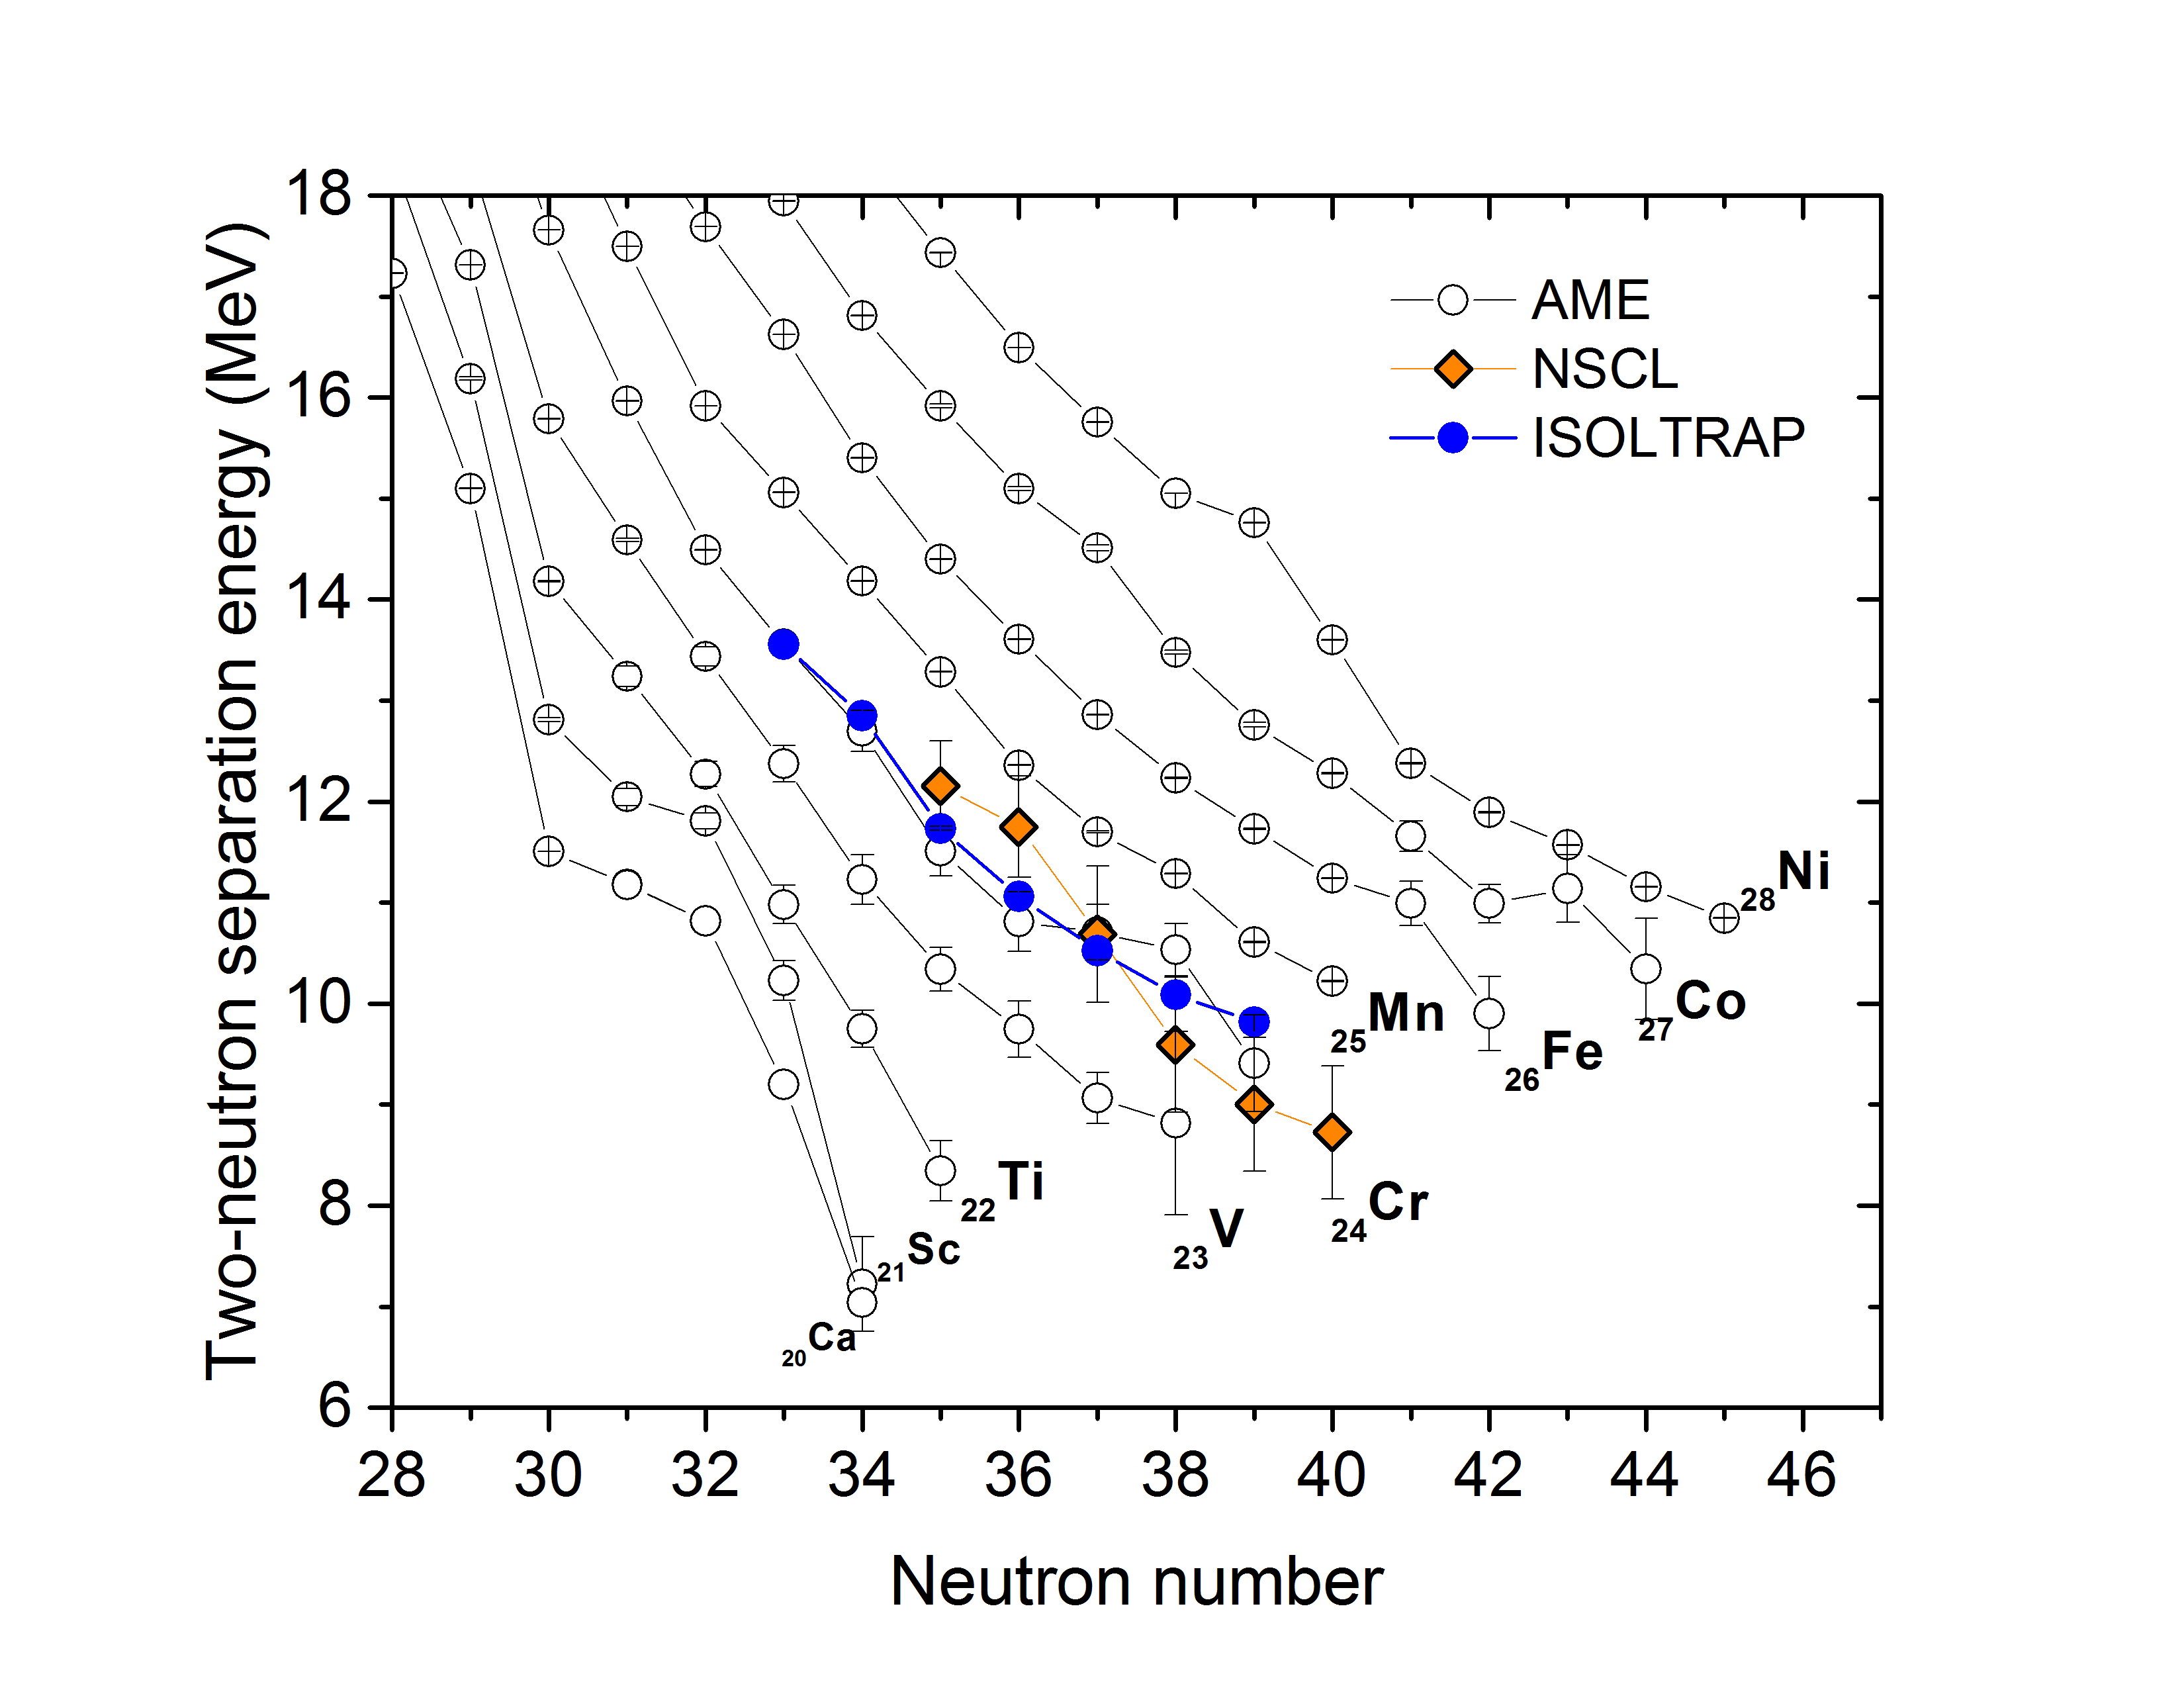 Two-neutron separation energy (MeV)
18
16
14
12
10
8
6
AME
NSCL
ISOLTRAP
28Ni
27Co
26Fe
25Mn
24Cr
23V
22Ti
21Sc
20Ca
28 30 32 34 36 38 40 42 44 46
Neutron number